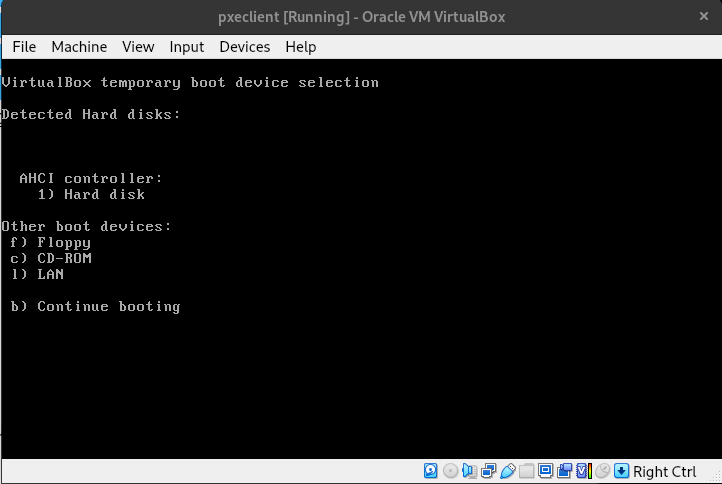 pxeclient [Running] - Oracle VM VirtualBox
File Machine View Input Devices Help
VirtualBox temporary boot device selection
Detected Hard disks:
AHCI controller:
1) Hard disk
Other boot devices:
f) Floppy
c) CD-ROM
l) LAN
b) Continue booting
Right Ctrl